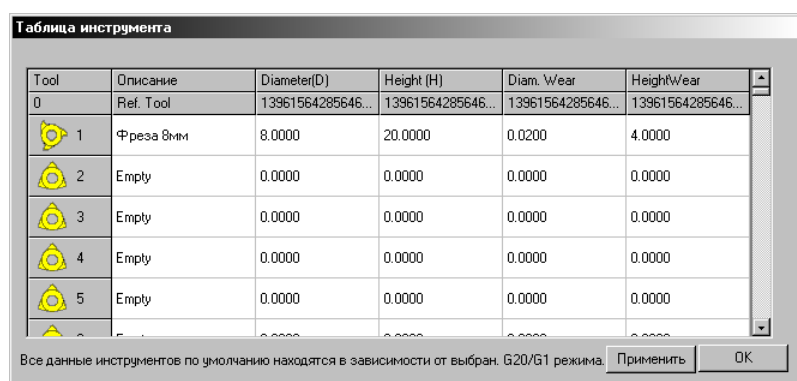 Таблица инструмента
Tool Описание Diameter(D) Height (H) Diam. Wear HeightWear
0 Ref. Tool 13961564285646... 13961564285646... 13961564285646... 13961564285646...
1 Фреза 8мм 8.0000 20.0000 0.0200 4.0000
2 Empty 0.0000 0.0000 0.0000 0.0000
3 Empty 0.0000 0.0000 0.0000 0.0000
4 Empty 0.0000 0.0000 0.0000 0.0000
5 Empty 0.0000 0.0000 0.0000 0.0000
Все данные инструментов по умолчанию находятся в зависимости от выбран. G20/G1 режима. Применить OK